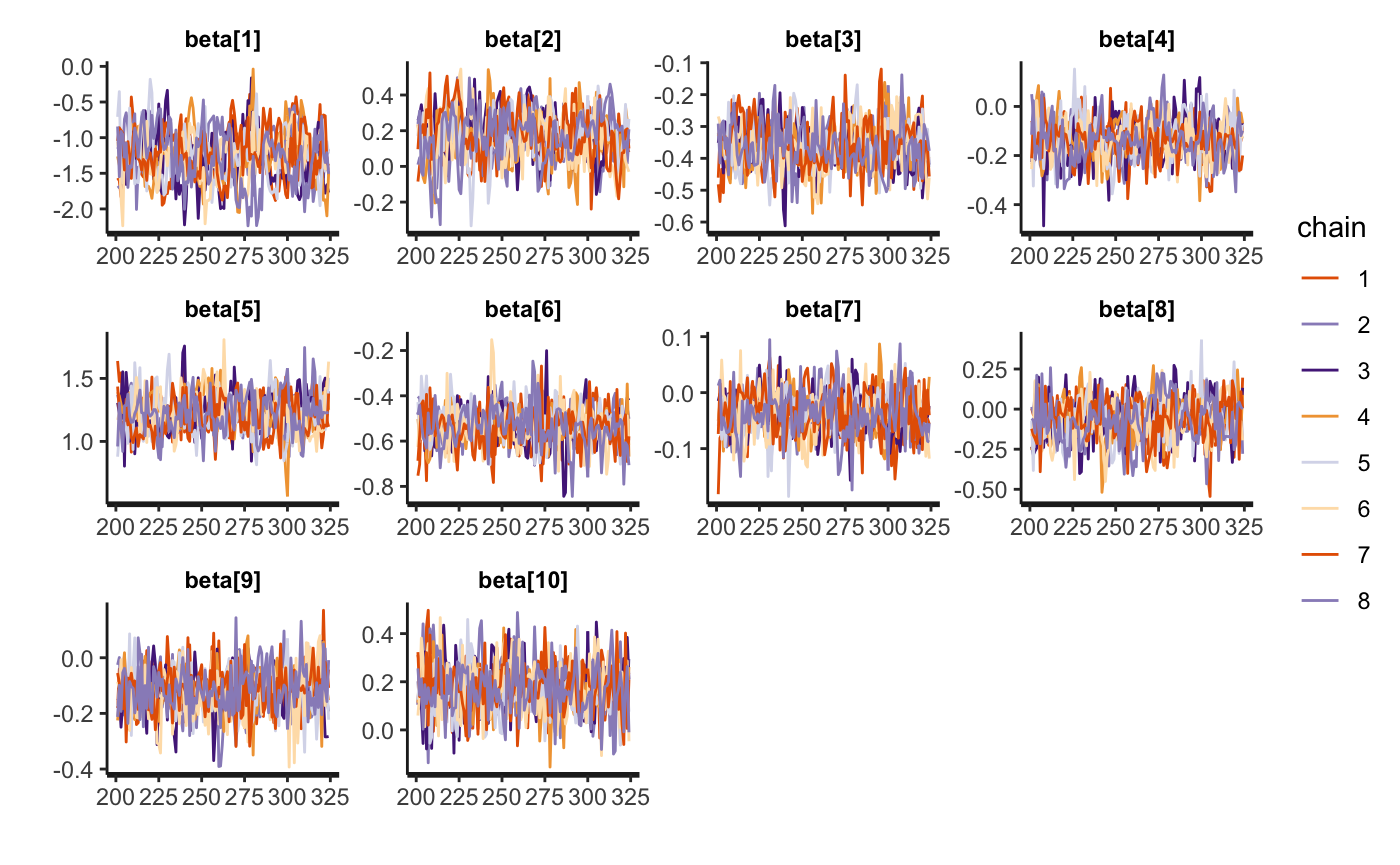 beta[1] beta[2] beta[3] beta[4]
0.0 -0.5 -1.0 -1.5 -2.0
0.4 0.2 0.0 -0.2
-0.1 -0.2 -0.3 -0.4 -0.5 -0.6
0.0 -0.2 -0.4
200 225 250 275 300 325 200 225 250 275 300 325 200 225 250 275 300 325 200 225 250 275 300 325
beta[5] beta[6] beta[7] beta[8]
1.5 1.0
-0.2 -0.4 -0.6 -0.8
0.1 0.0 -0.1
0.25 0.00 -0.25 -0.50
200 225 250 275 300 325 200 225 250 275 300 325 200 225 250 275 300 325 200 225 250 275 300 325
beta[9] beta[10]
0.0 -0.2 -0.4
0.4 0.2 0.0
200 225 250 275 300 325 200 225 250 275 300 325
chain
1
2
3
4
5
6
7
8